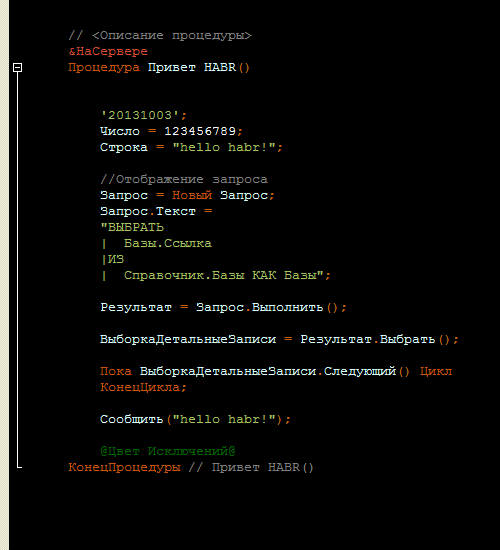 // <Описание процедуры>
&НаСервере
Процедура Привет HABR()
'20131003';
Число = 123456789;
Строка = "hello habr!";
//Отображение запроса
Запрос = Новый Запрос;
Запрос.Текст =
"ВЫБРАТЬ
|  Базы.Ссылка
|ИЗ
|  Справочник.Базы КАК Базы";
Результат = Запрос.Выполнить();
ВыборкаДетальныеЗаписи = Результат.Выбрать();
Пока ВыборкаДетальныеЗаписи.Следующий() Цикл
КонецЦикла;
Сообщить("hello habr!");
@Цвет Исключений@
КонецПроцедуры // Привет HABR()